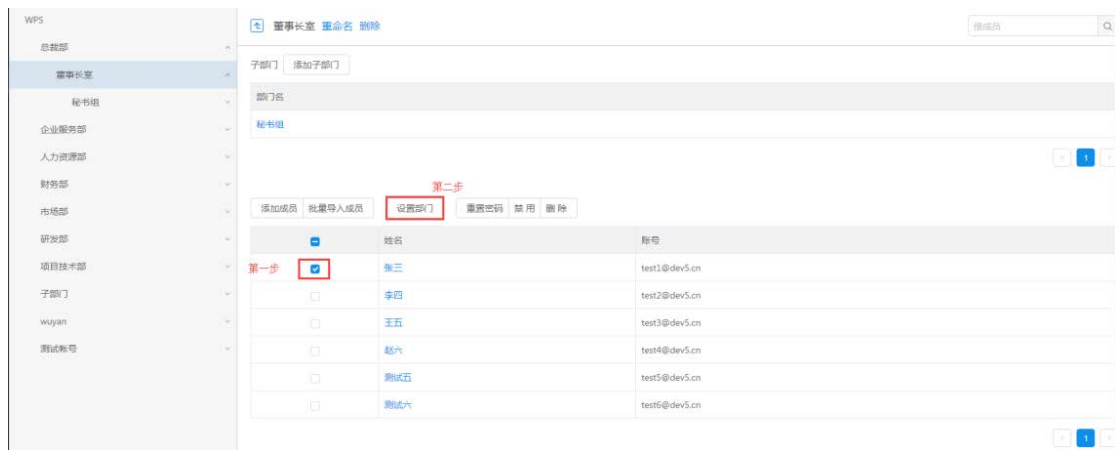 WPS
总裁部
董事长室
秘书组
企业服务部
人力资源部
财务部
市场部
研发部
项目技术部
子部门
wuyan
测试帐号
董事长室 重命名 删除
搜成员
子部门 添加子部门
部门名
秘书组
1
第二步
添加成员 批量导入成员 设置部门 重置密码 禁用 删除
姓名 账号
第一步 张三 test1@dev5.cn
李四 test2@dev5.cn
王五 test3@dev5.cn
赵六 test4@dev5.cn
测试五 test5@dev5.cn
测试六 test6@dev5.cn
1